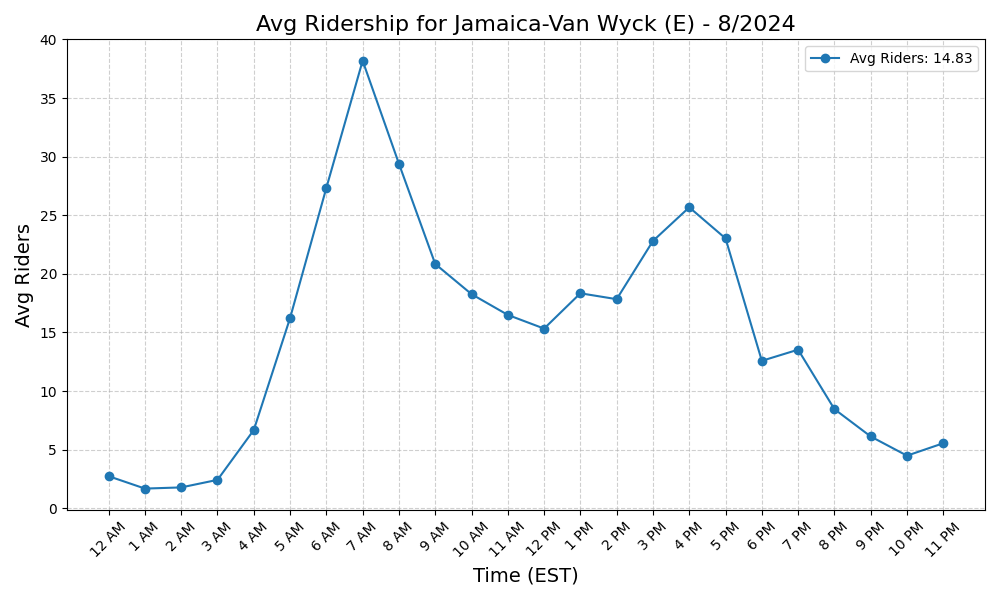 Avg Ridership for Jamaica-Van Wyck (E) - 8/2024
Avg Riders: 14.83
40
35
30
25
20
15
10
5
0
Avg Riders
12 AM
1 AM
2 AM
3 AM
4 AM
5 AM
6 AM
7 AM
8 AM
9 AM
10 AM
11 AM
12 PM
1 PM
2 PM
3 PM
4 PM
5 PM
6 PM
7 PM
8 PM
9 PM
10 PM
11 PM
Time (EST)